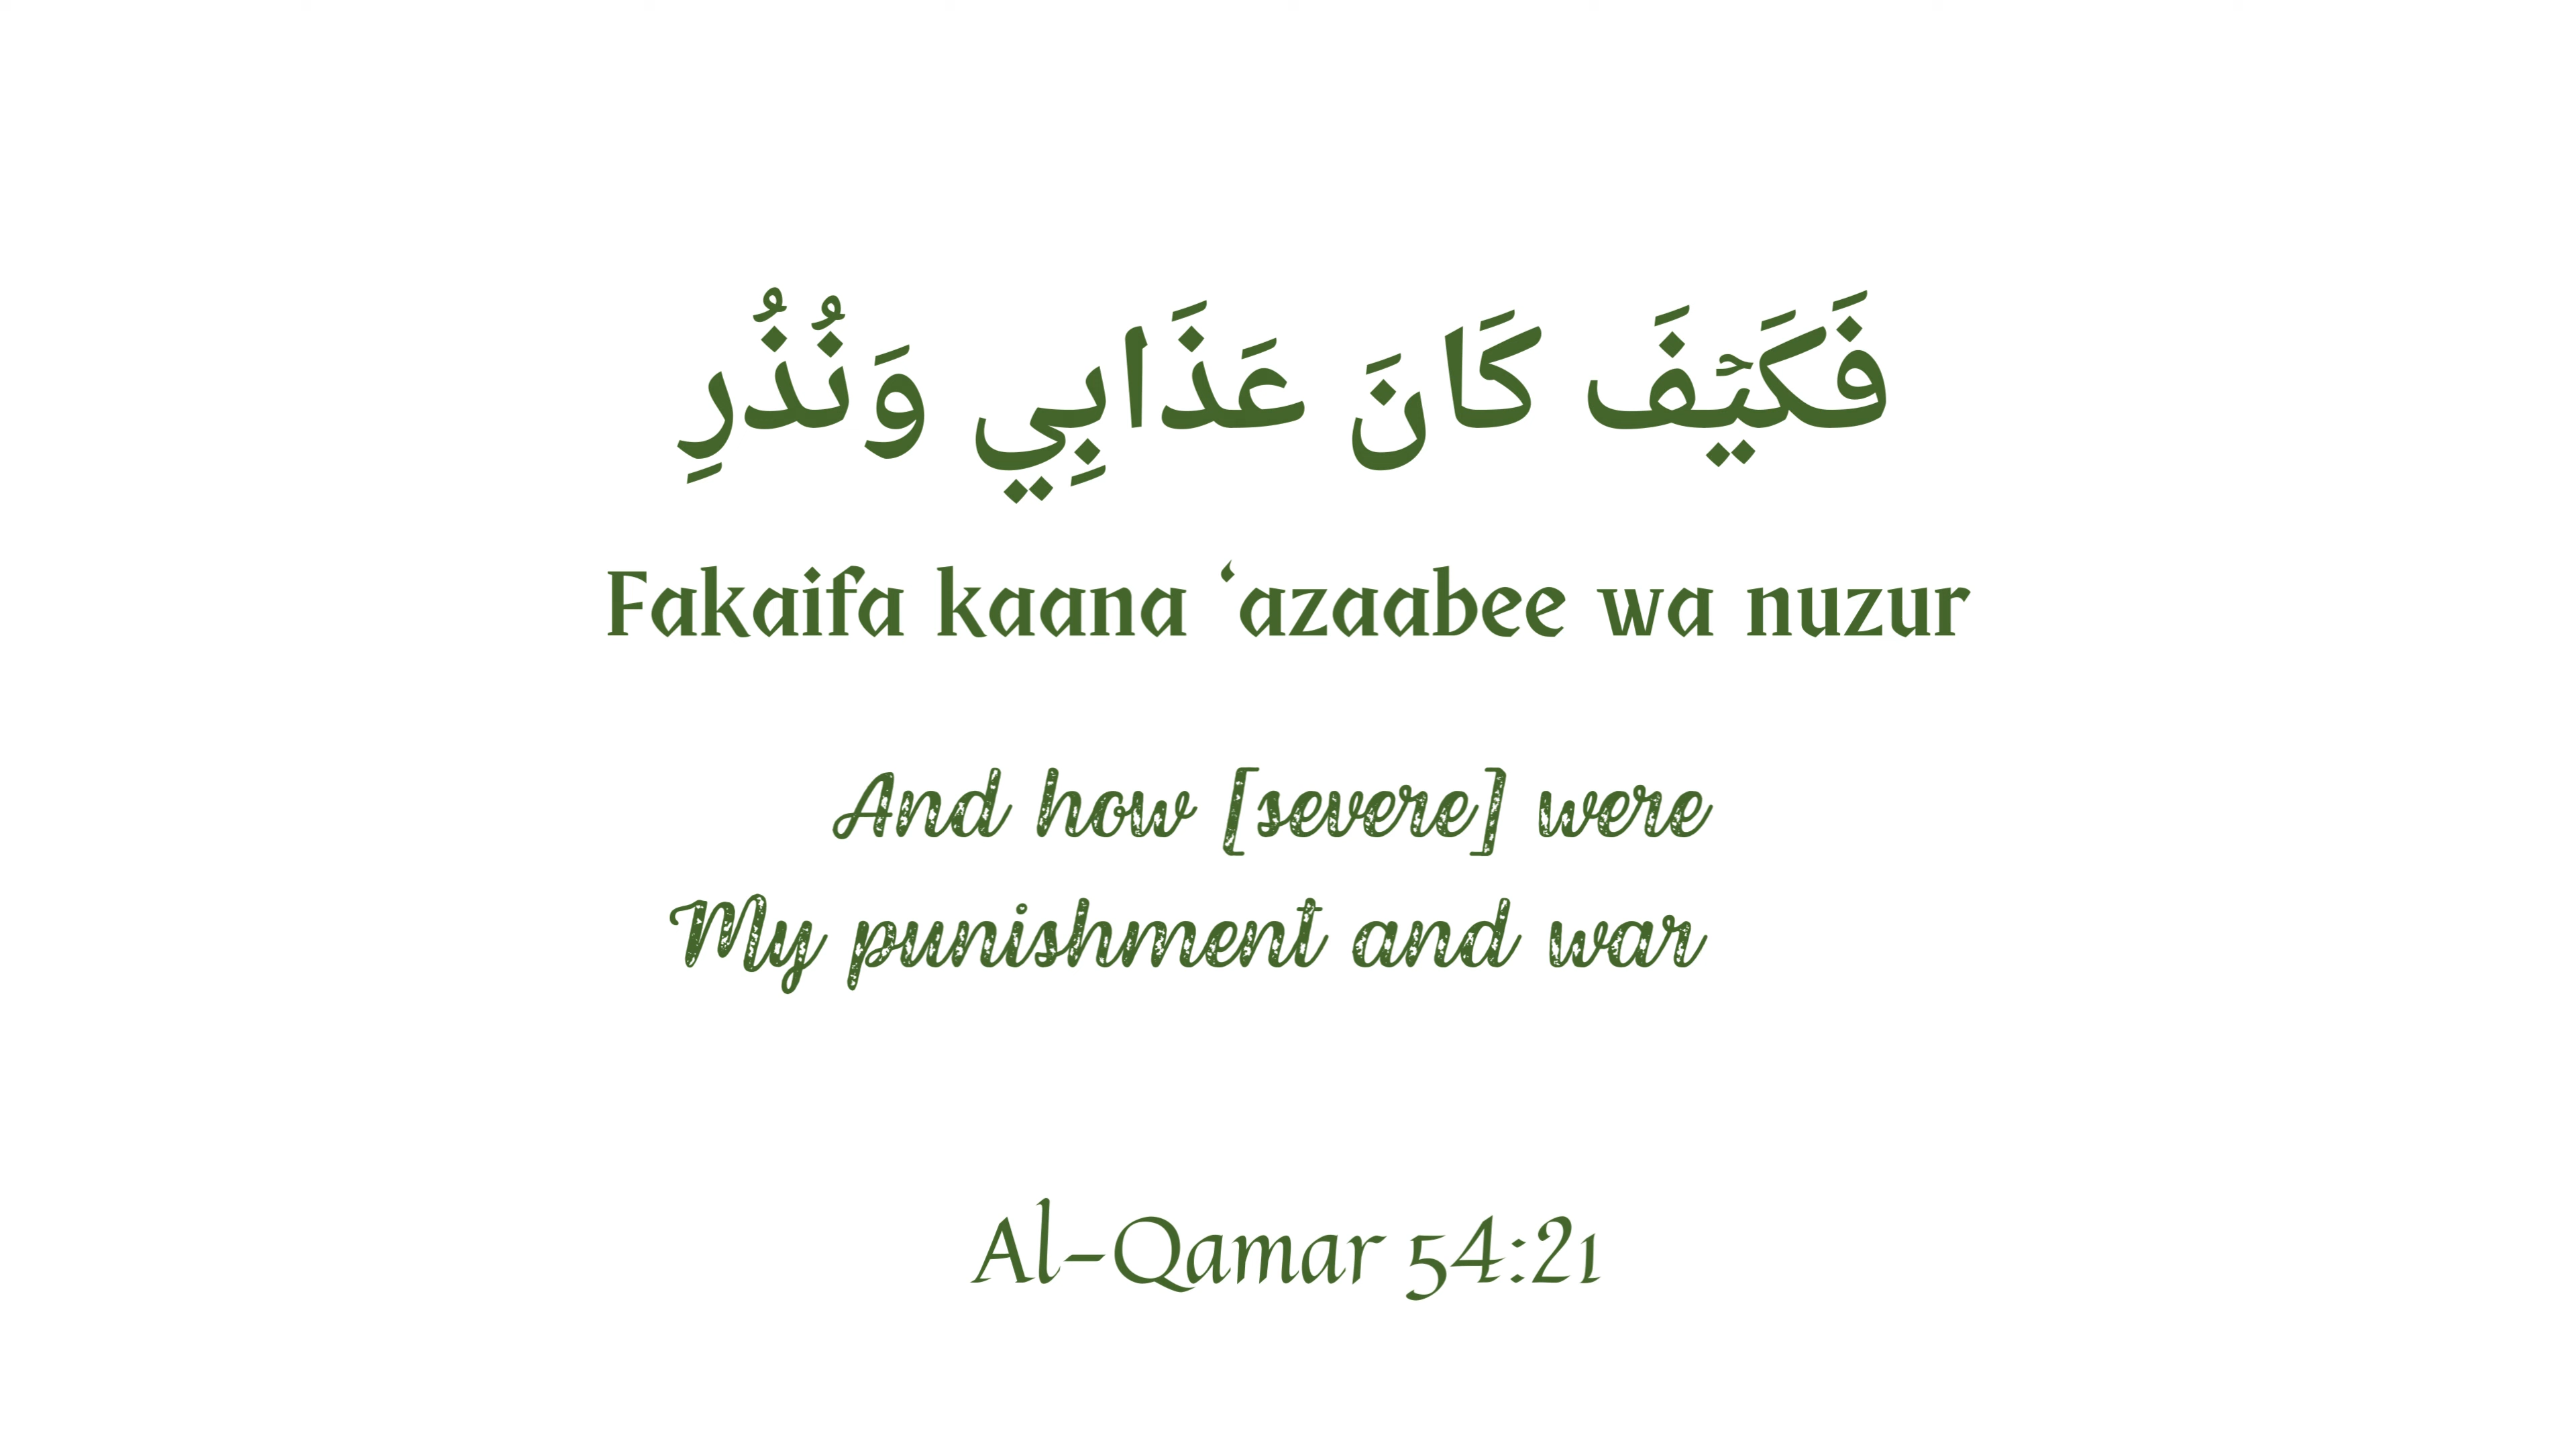 فَكَيۡفَ كَانَ عَذَابِي وَنُذُرِ
Fakaifa kaana ‘azaabee wa nuzur
And how [severe] were
My punishment and war
Al-Qamar 54:21